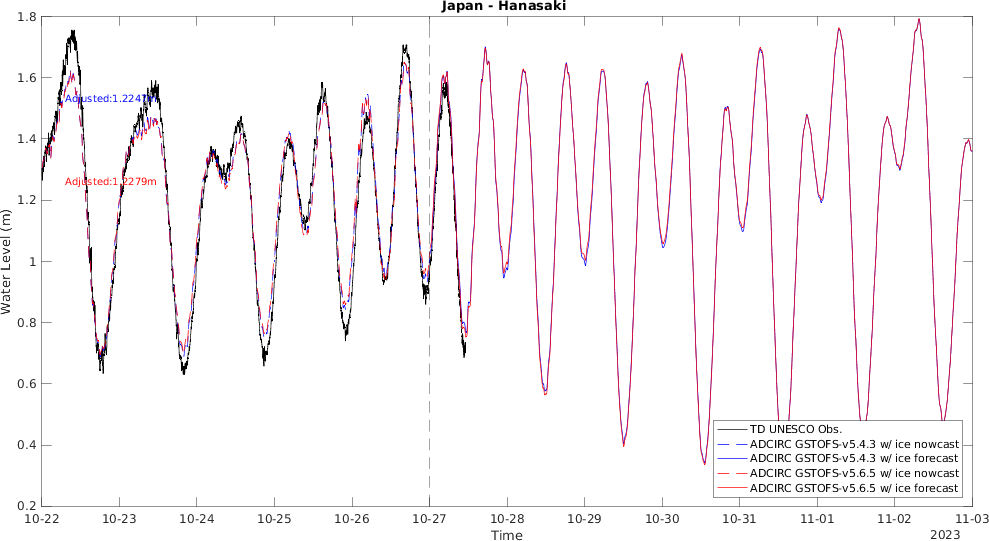 Japan - Hanasaki
1.8
1.6
1.4
1.2
1
0.8
0.6
0.4
0.2
Water Level (m)
Adjusted:1.2247m
Adjusted:1.2279m
TD UNESCO Obs.
ADCIRC GSTOFS-v5.4.3 w/ ice nowcast
ADCIRC GSTOFS-v5.4.3 w/ ice forecast
ADCIRC GSTOFS-v5.6.5 w/ ice nowcast
ADCIRC GSTOFS-v5.6.5 w/ ice forecast
10-22 10-23 10-24 10-25 10-26 10-27 10-28 10-29 10-30 10-31 11-01 11-02 11-03
Time
2023